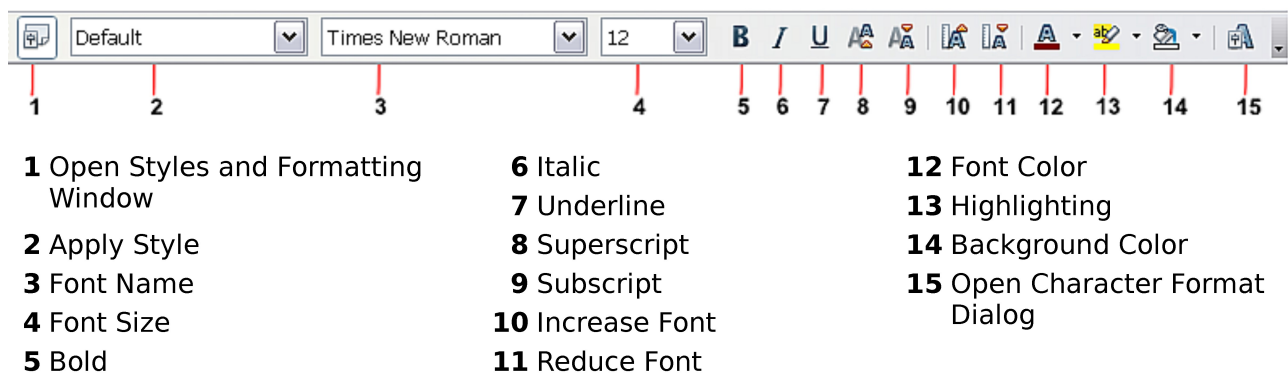 Default Times New Roman 12 B I U
1 2 3 4 5 6 7 8 9 10 11 12 13 14 15
1 Open Styles and Formatting
Window
2 Apply Style
3 Font Name
4 Font Size
5 Bold
6 Italic
7 Underline
8 Superscript
9 Subscript
10 Increase Font
11 Reduce Font
12 Font Color
13 Highlighting
14 Background Color
15 Open Character Format
Dialog